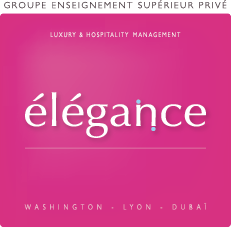 GROUPE ENSEIGNEMENT SUPÉRIEUR PRIVÉ
LUXURY & HOSPITALITY MANAGEMENT
élégance
WASHINGTON - LYON - DUBAÏ